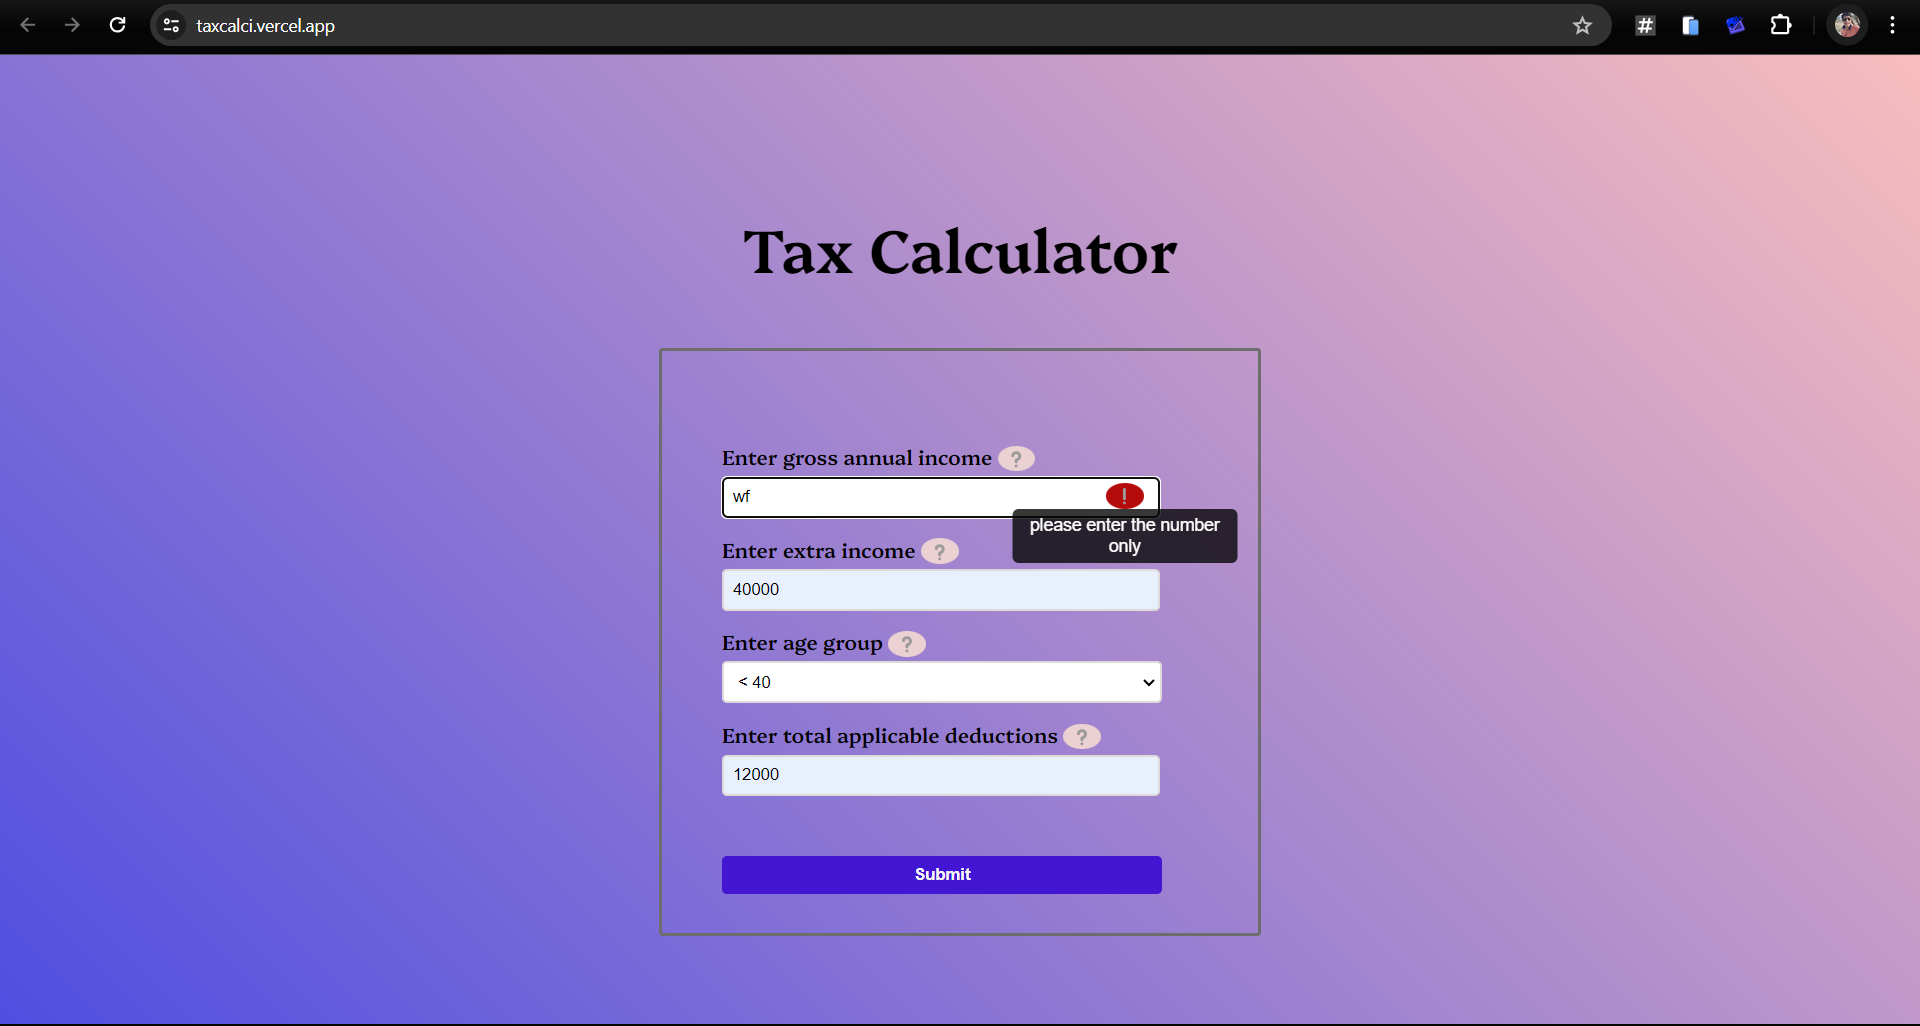 taxcalci.vercel.app
#
Tax Calculator
Enter gross annual income ?
wf !
please enter the number
only
Enter extra income ?
40000
Enter age group ?
< 40
Enter total applicable deductions ?
12000
Submit